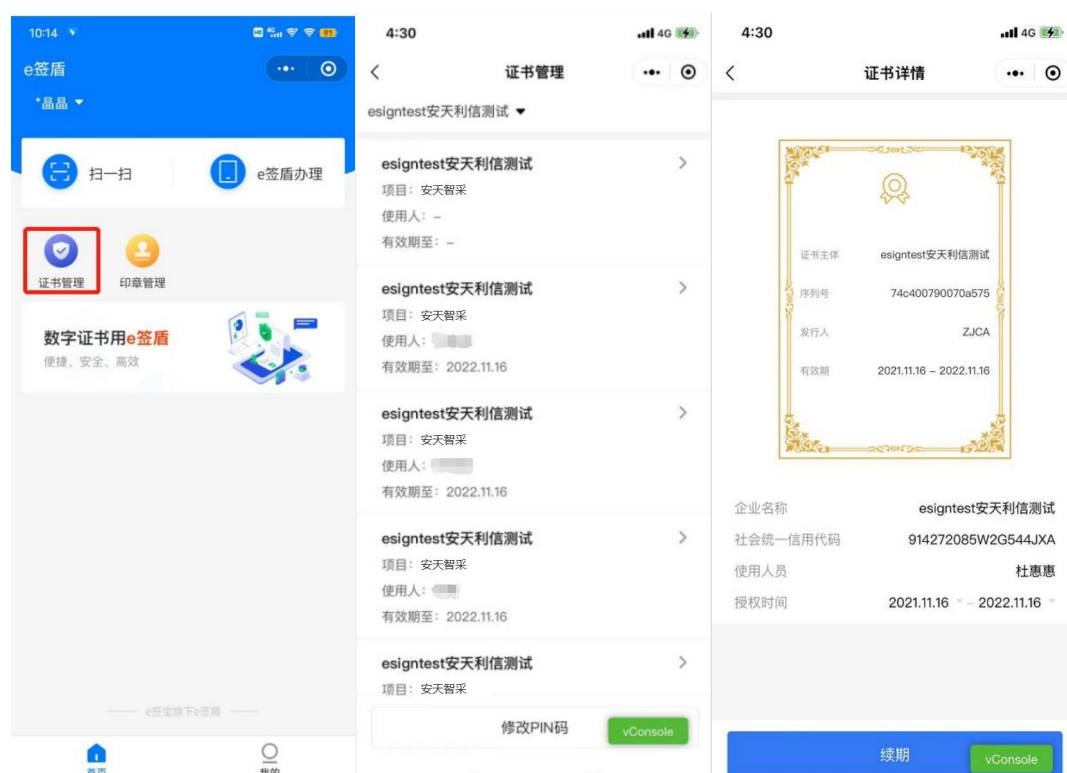 10:14
HD 4G 91
e签盾
*晶晶
扫一扫
e签盾办理
证书管理
印章管理
数字证书用e签盾
便捷、安全、高效
e签宝旗下e签盾
首页
我的
4:30
4G
证书管理
esigntest安天利信测试
esigntest安天利信测试
项目：安天智采
使用人：-
有效期至：-
esigntest安天利信测试
项目：安天智采
使用人：
有效期至：2022.11.16
esigntest安天利信测试
项目：安天智采
使用人：
有效期至：2022.11.16
esigntest安天利信测试
项目：安天智采
使用人：
有效期至：2022.11.16
esigntest安天利信测试
项目：安天智采
修改PIN码
vConsole
4:30
4G
证书详情
证书主体 esigntest安天利信测试
序列号 74c400790070a575
发行人 ZJCA
有效期 2021.11.16 – 2022.11.16
企业名称 esigntest安天利信测试
社会统一信用代码 914272085W2G544JXA
使用人员 杜惠惠
授权时间 2021.11.16 – 2022.11.16
续期
vConsole